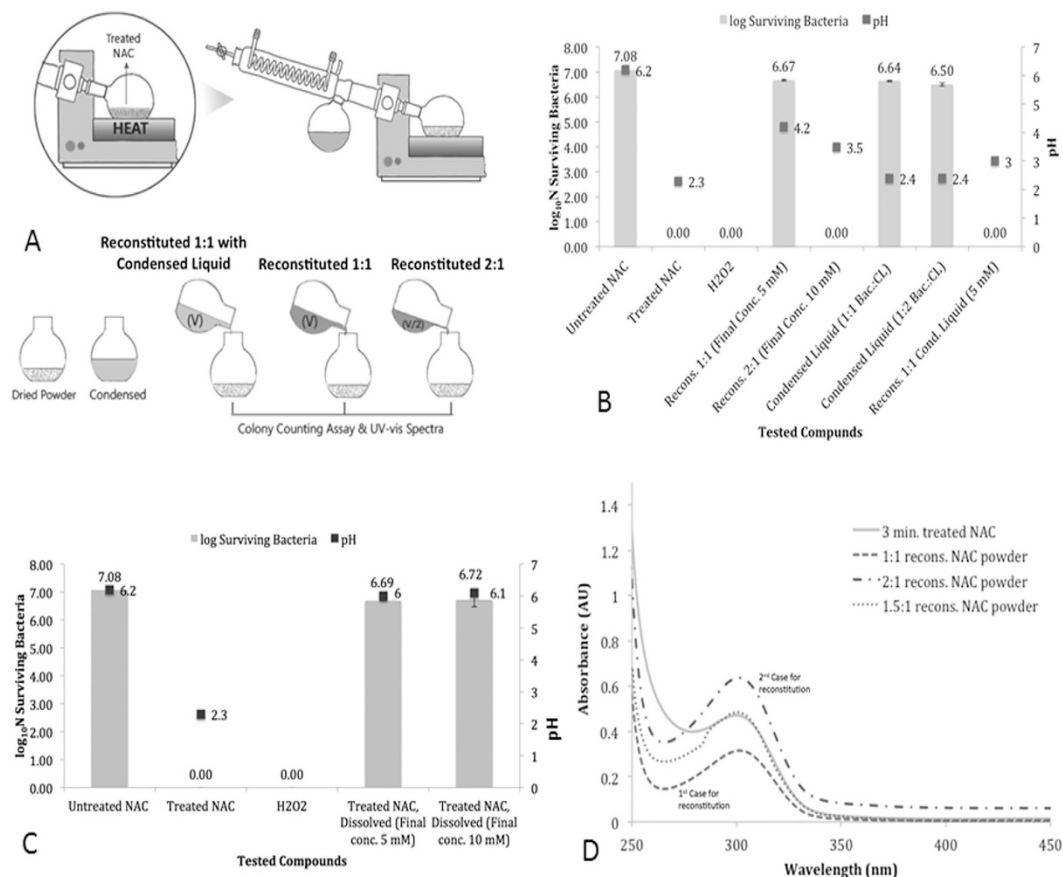 Treated
NAC
HEAT
A
Reconstituted 1:1 with
Condensed Liquid
Reconstituted 1:1
Reconstituted 2:1
(V)
(V)
(V/2)
Dried Powder
Condensed
Colony Counting Assay & UV-vis Spectra
log Surviving Bacteria
pH
log10N Surviving Bacteria
8.00
7.00
6.00
5.00
4.00
3.00
2.00
1.00
0.00
7.08
6.2
2.3
0.00
0.00
6.67
4.2
3.5
0.00
6.64
2.4
6.50
2.4
3
0.00
7
6
5
4
3
2
1
0
pH
Untreated NAC
Treated NAC
H2O2
Recons. 1:1 (Final Conc. 5 mM)
Recons. 2:1 (Final Conc. 10 mM)
Condensed Liquid (1:1 Bac.:CL)
Condensed Liquid (1:2 Bac.:CL)
Recons. 1:1 Cond. Liquid (5 mM)
Tested Compunds
B
log Surviving Bacteria
pH
log10N Surviving Bacteria
8.00
7.00
6.00
5.00
4.00
3.00
2.00
1.00
0.00
7.08
6.2
2.3
0.00
0.00
6.69
6
6.72
6.1
7
6
5
4
3
2
1
0
pH
Untreated NAC
Treated NAC
H2O2
Treated NAC,
Dissolved (Final
conc. 5 mM)
Treated NAC,
Dissolved (Final
conc. 10 mM)
Tested Compounds
C
Absorbance (AU)
1.4
1.2
1
0.8
0.6
0.4
0.2
0
3 min. treated NAC
1:1 recons. NAC powder
2:1 recons. NAC powder
1.5:1 recons. NAC powder
2nd Case for
reconstitution
1st Case for
reconstitution
250
300
350
400
450
Wavelength (nm)
D